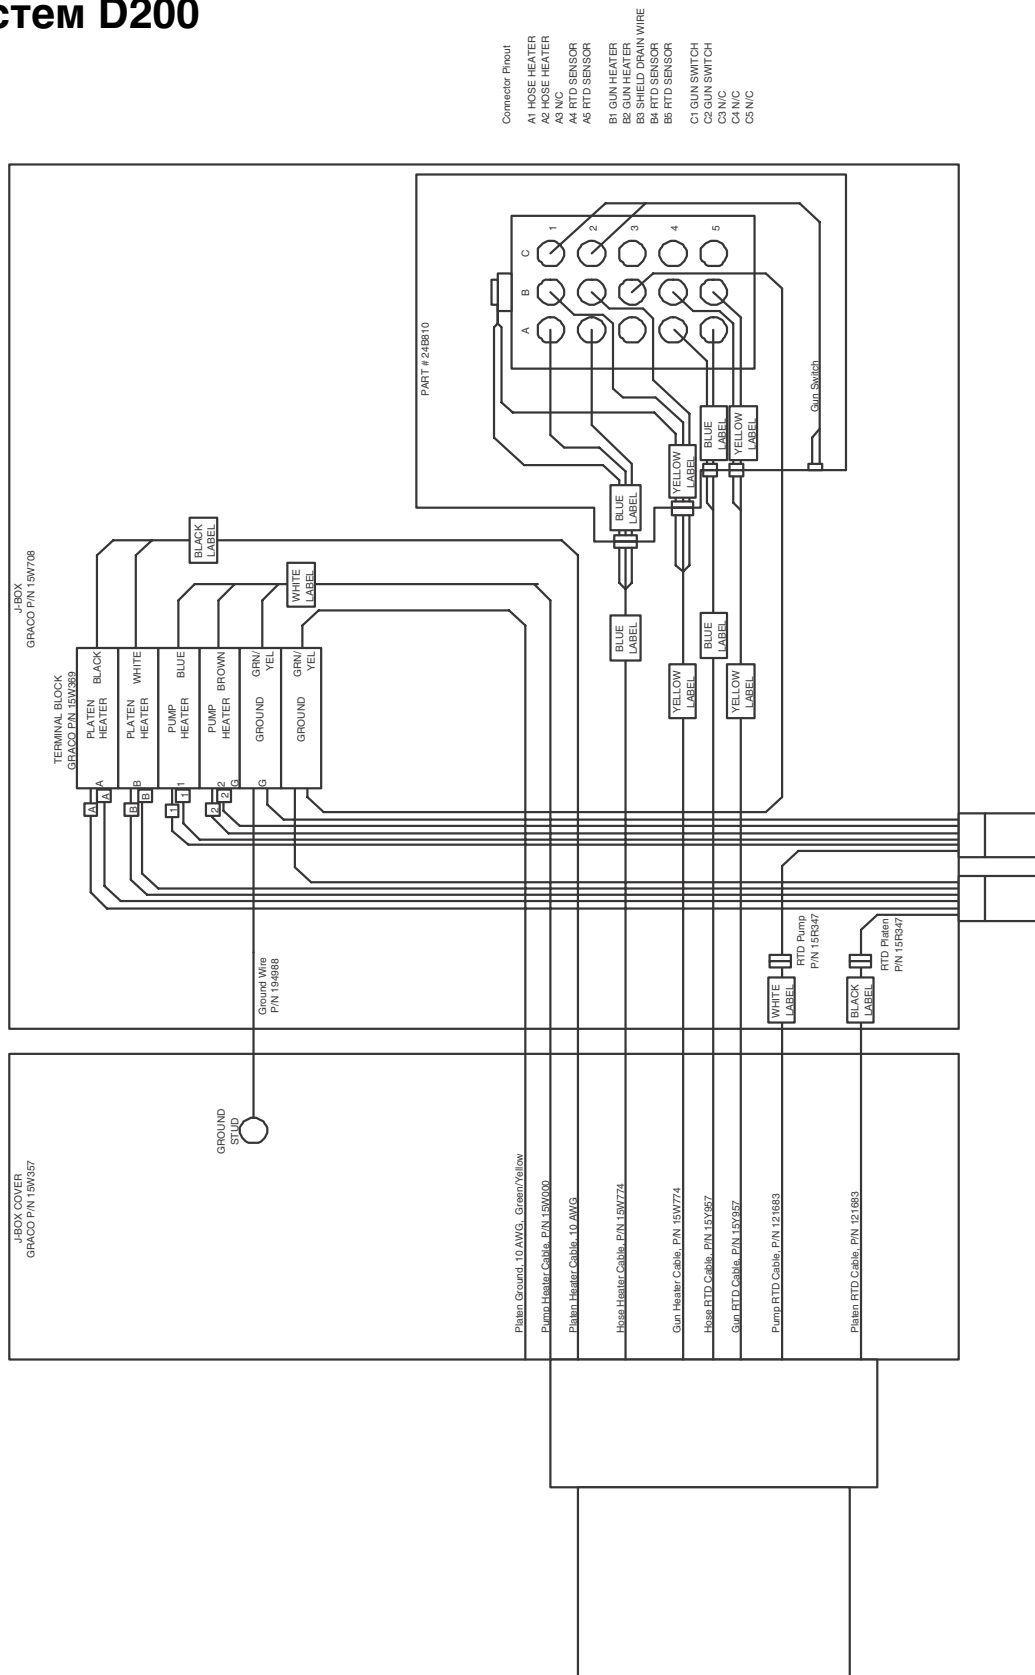 стем D200
Connector Pinout
A1 HOSE HEATER
A2 HOSE HEATER
A3 N/C
A4 RTD SENSOR
A5 RTD SENSOR
B1 GUN HEATER
B2 GUN HEATER
B3 SHIELD DRAIN WIRE
B4 RTD SENSOR
B5 RTD SENSOR
C1 GUN SWITCH
C2 GUN SWITCH
C3 N/C
C4 N/C
C5 N/C
J-BOX
GRACO P/N 15W708
PART # 24B810
A
B
C
1
2
3
4
5
Gun Switch
BLUE
LABEL
YELLOW
LABEL
BLUE
LABEL
YELLOW
LABEL
BLACK
LABEL
WHITE
LABEL
BLUE
LABEL
YELLOW
LABEL
BLUE
LABEL
YELLOW
LABEL
TERMINAL BLOCK
GRACO P/N 15W369
PLATEN
HEATER
BLACK
A
PLATEN
HEATER
WHITE
B
PUMP
HEATER
BLUE
1
PUMP
HEATER
BROWN
2
GROUND
GRN/
YEL
G
G
GROUND
GRN/
YEL
A
A
B
B
1
1
2
2
Ground Wire
P/N 194988
RTD Pump
P/N 15R347
RTD Platen
P/N 15R347
WHITE
LABEL
BLACK
LABEL
J-BOX COVER
GRACO P/N 15W357
GROUND
STUD
Platen Ground, 10 AWG, Green/Yellow
Pump Heater Cable, P/N 15W000
Platen Heater Cable, 10 AWG
Hose Heater Cable, P/N 15W774
Gun Heater Cable, P/N 15W774
Hose RTD Cable, P/N 15Y957
Gun RTD Cable, P/N 15Y957
Pump RTD Cable, P/N 121683
Platen RTD Cable, P/N 121683